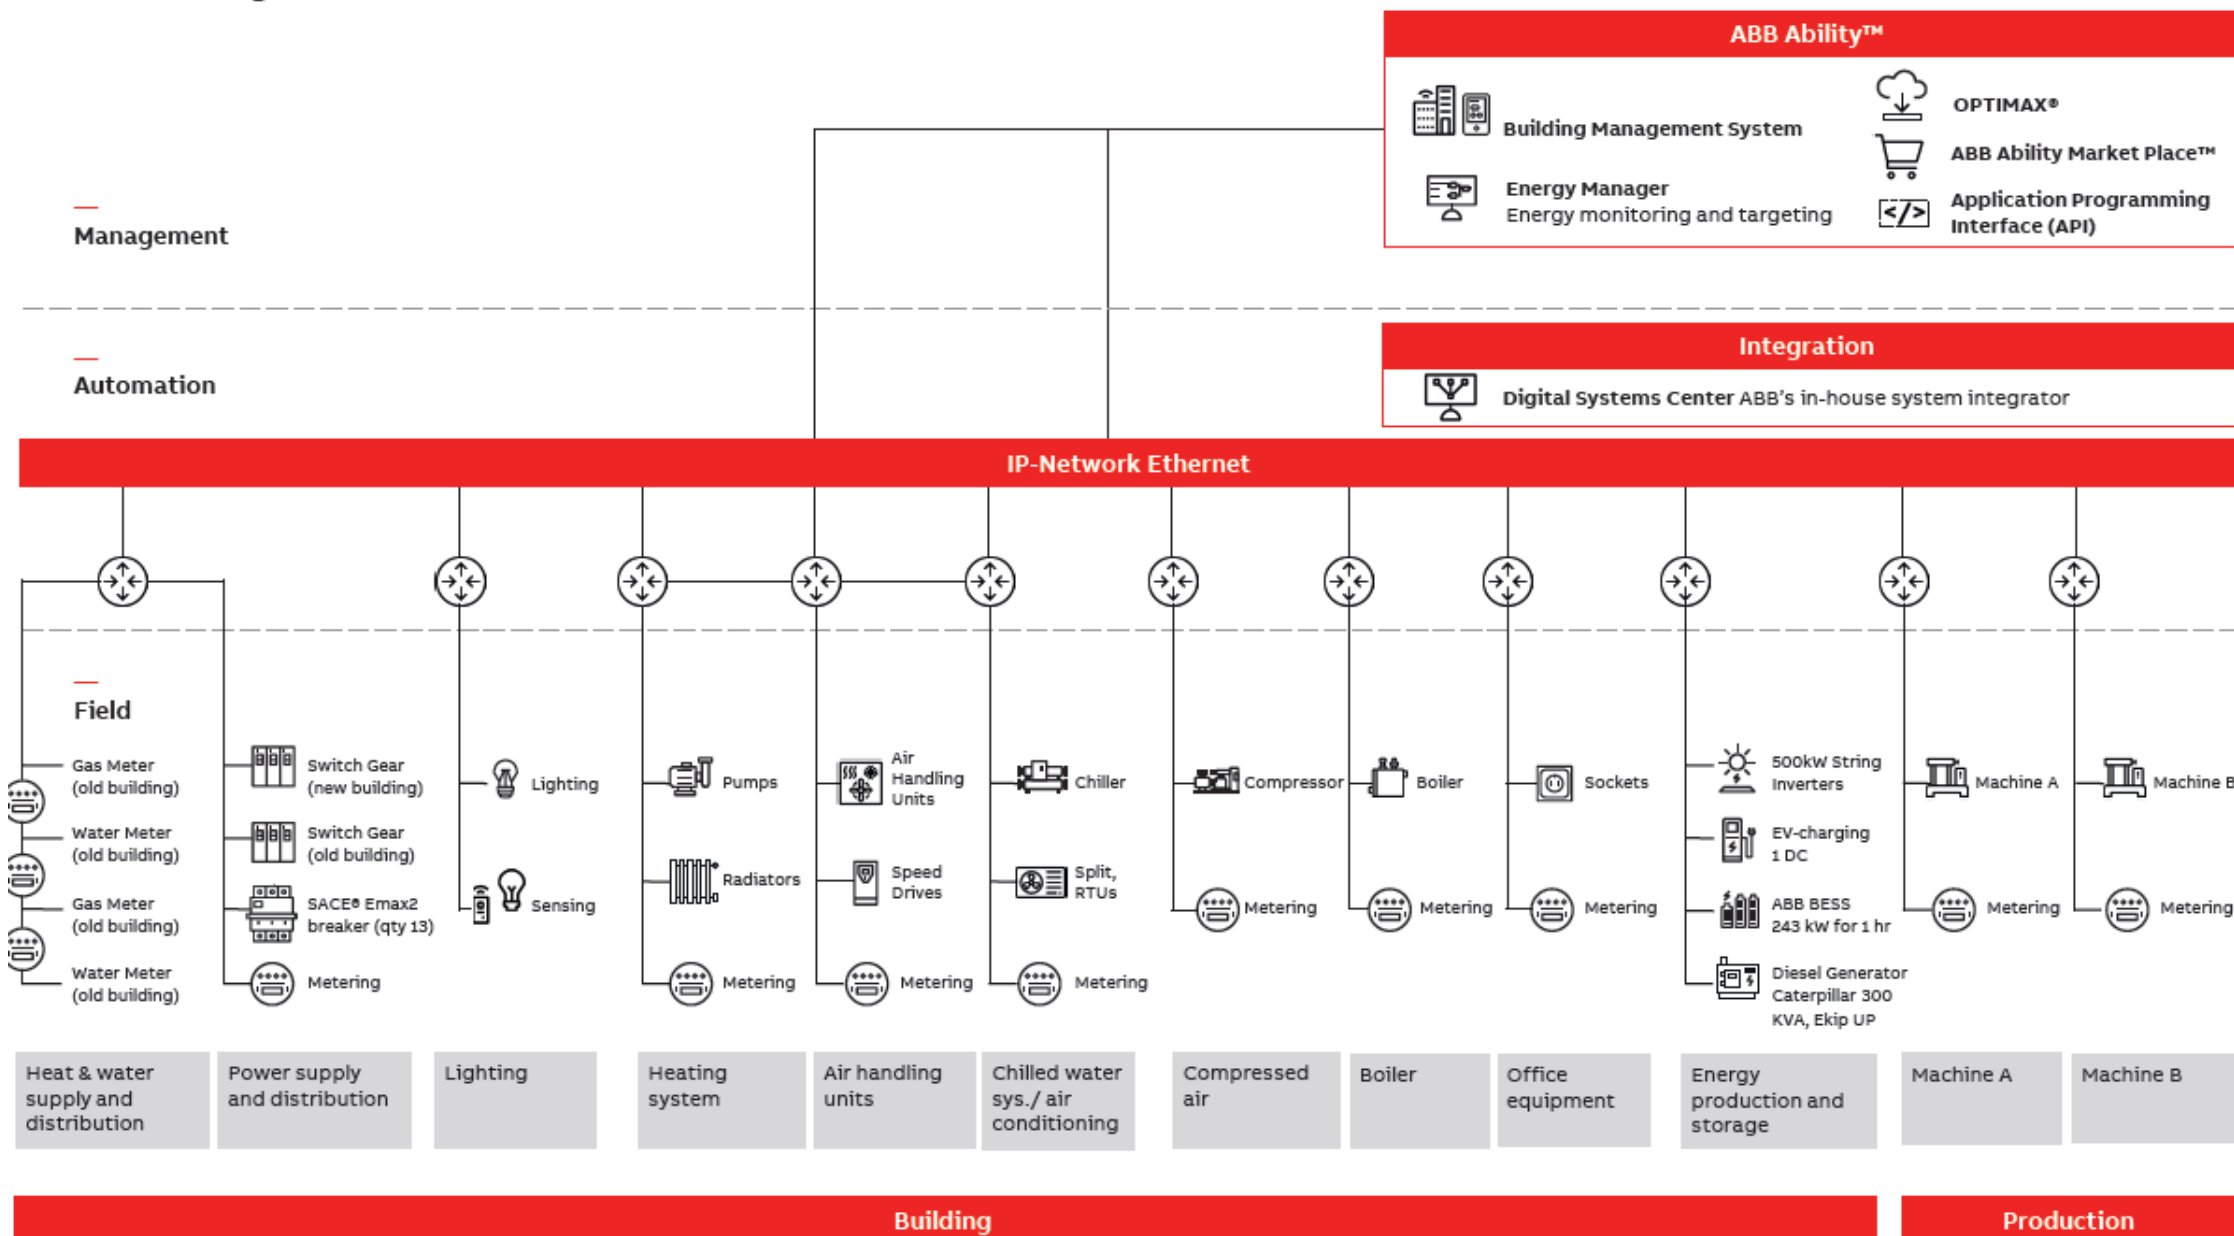 ABB Ability™
Building Management System
Energy Manager
Energy monitoring and targeting
OPTIMAX®
ABB Ability Market Place™
Application Programming
Interface (API)
Management
Automation
Integration
Digital Systems Center ABB's in-house system integrator
IP-Network Ethernet
Field
Gas Meter
(old building)
Water Meter
(old building)
Gas Meter
(old building)
Water Meter
(old building)
Switch Gear
(new building)
Switch Gear
(old building)
SACE® Emax2
breaker (qty 13)
Metering
Lighting
Sensing
Pumps
Radiators
Metering
Air
Handling
Units
Speed
Drives
Metering
Chiller
Split,
RTUs
Metering
Compressor
Metering
Boiler
Metering
Sockets
Metering
500kW String
Inverters
EV-charging
1 DC
ABB BESS
243 kW for 1 hr
Diesel Generator
Caterpillar 300
KVA, Ekip UP
Machine A
Metering
Machine B
Metering
Heat & water
supply and
distribution
Power supply
and distribution
Lighting
Heating
system
Air handling
units
Chilled water
sys./ air
conditioning
Compressed
air
Boiler
Office
equipment
Energy
production and
storage
Machine A
Machine B
Building
Production